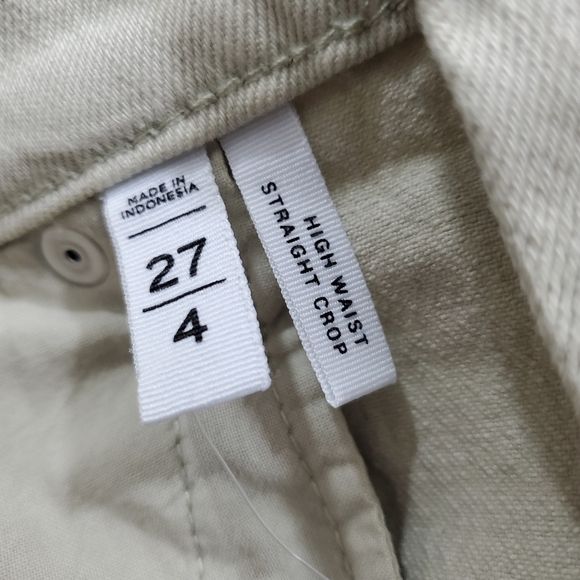 MADE IN
INDONESIA
27
4
HIGH WAIST
STRAIGHT CROP